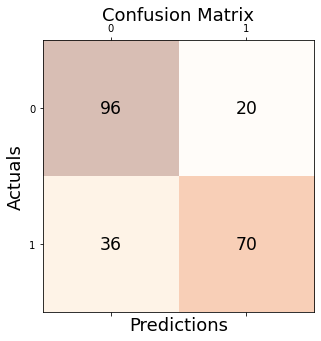 Confusion Matrix
0 1
0 96 20
Actuals
1 36 70
Predictions